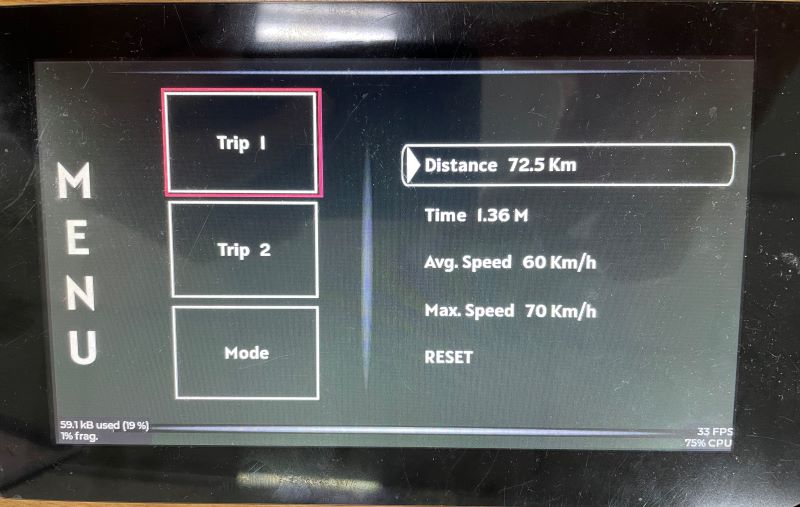 MENU
Trip 1
Trip 2
Mode
Distance 72.5 Km
Time 1.36 M
Avg. Speed 60 Km/h
Max. Speed 70 Km/h
RESET
59.1 kB used (19 %)
1% frag.
33 FPS
75% CPU